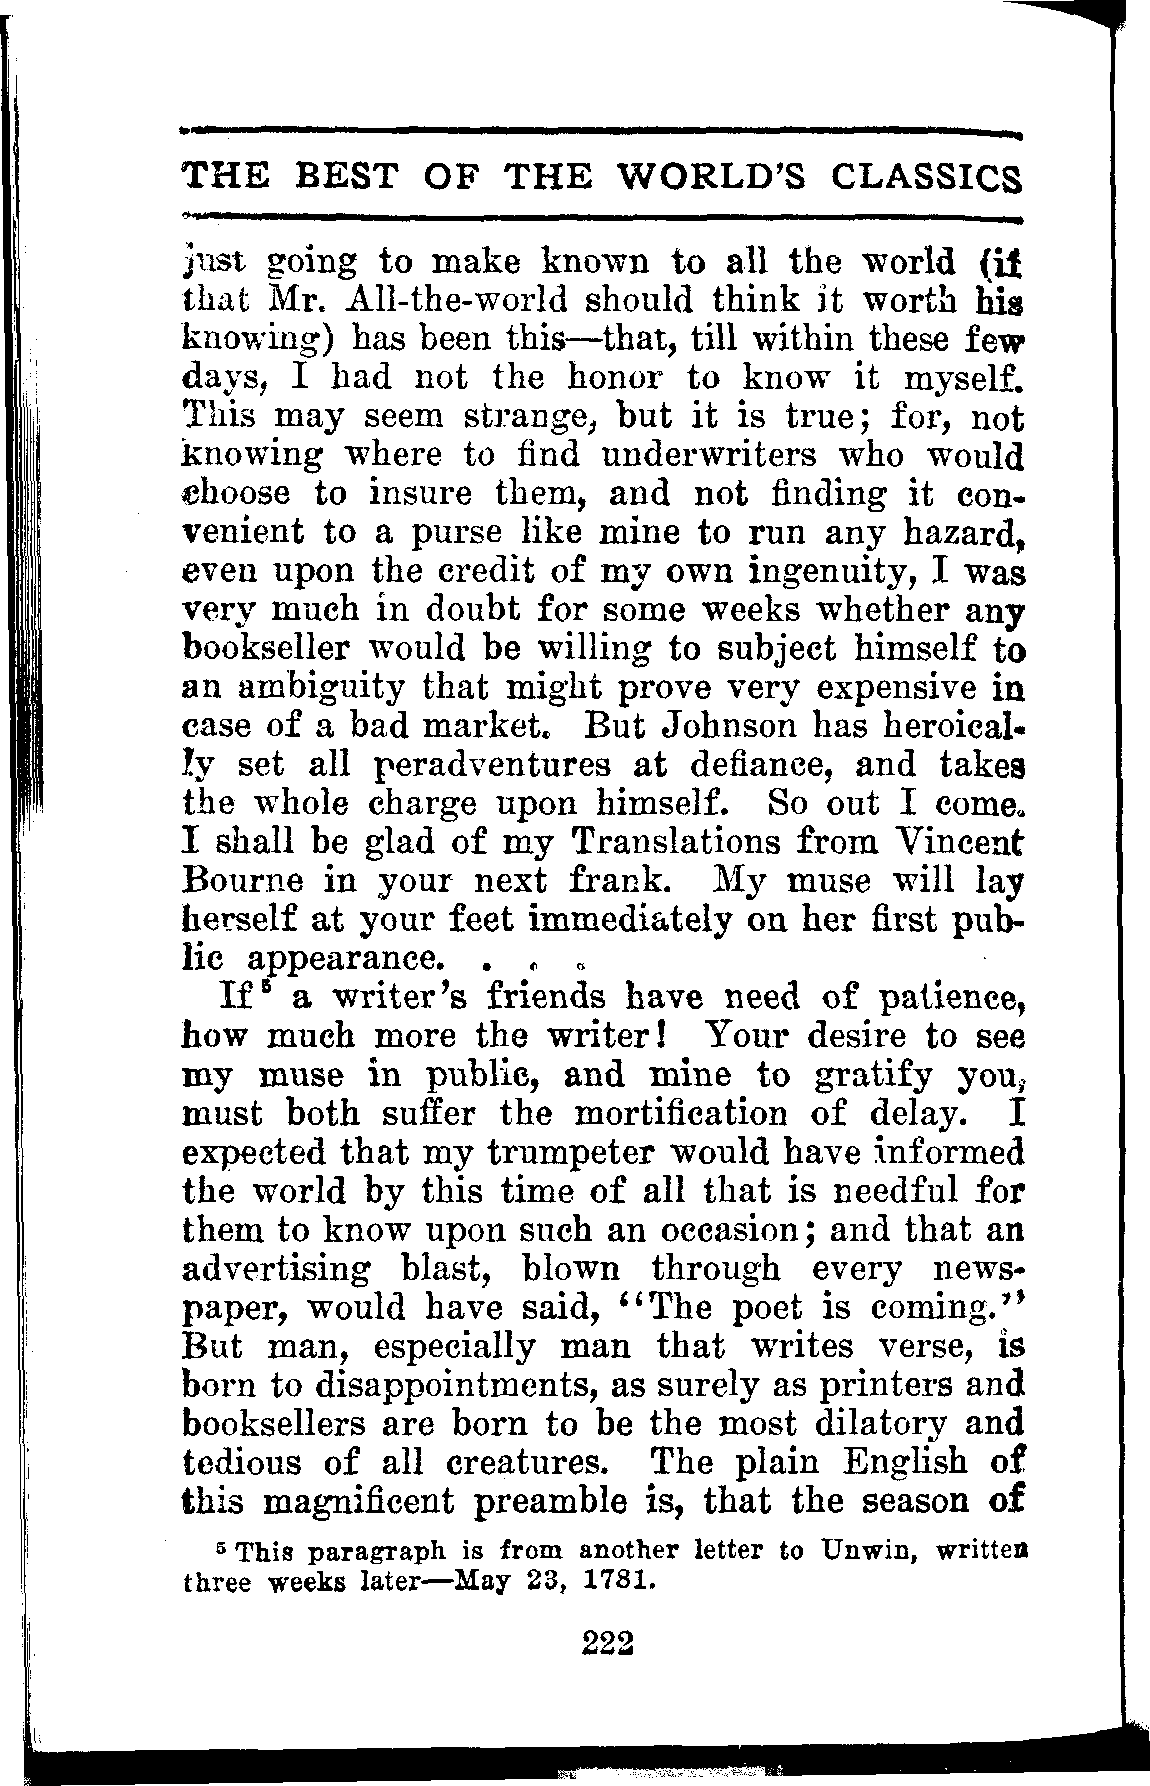 THE BEST OF THE WORLD'S CLASSICS
just going to make known to all the world (if
that Mr. All-the-world should think it worth his
knowing) has been this—that, till within these few
days, I had not the honor to know it myself.
This may seem strange, but it is true; for, not
knowing where to find underwriters who would
choose to insure them, and not finding it con-
venient to a purse like mine to run any hazard,
even upon the credit of my own ingenuity, I was
very much in doubt for some weeks whether any
bookseller would be willing to subject himself to
an ambiguity that might prove very expensive in
case of a bad market. But Johnson has heroical-
ly set all peradventures at defiance, and takes
the whole charge upon himself. So out I come.
I shall be glad of my Translations from Vincent
Bourne in your next frank. My muse will lay
herself at your feet immediately on her first pub-
lic appearance. . . .
If⁵ a writer's friends have need of patience,
how much more the writer! Your desire to see
my muse in public, and mine to gratify you,
must both suffer the mortification of delay. I
expected that my trumpeter would have informed
the world by this time of all that is needful for
them to know upon such an occasion; and that an
advertising blast, blown through every news-
paper, would have said, "The poet is coming."
But man, especially man that writes verse, is
born to disappointments, as surely as printers and
booksellers are born to be the most dilatory and
tedious of all creatures. The plain English of
this magnificent preamble is, that the season of
⁵ This paragraph is from another letter to Unwin, written
three weeks later—May 23, 1781.
222